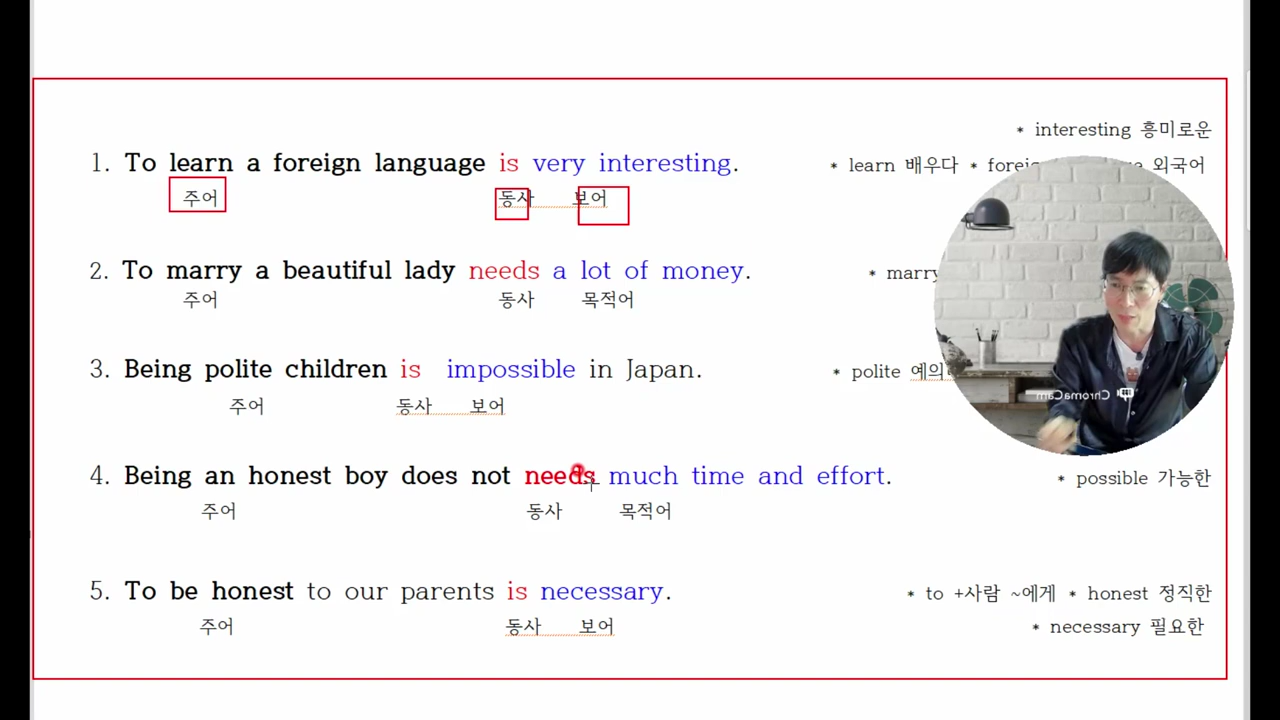 * interesting 흥미로운
1. To learn a foreign language is very interesting. * learn 배우다 * 외국어
주어 동사 보어
2. To marry a beautiful lady needs a lot of money. * marry
주어 동사 목적어
3. Being polite children is impossible in Japan. * polite
주어 동사 보어
ChromaCam
4. Being an honest boy does not needs much time and effort. * possible 가능한
주어 동사 목적어
5. To be honest to our parents is necessary. * to +사람 ~에게 * honest 정직한
주어 동사 보어 * necessary 필요한